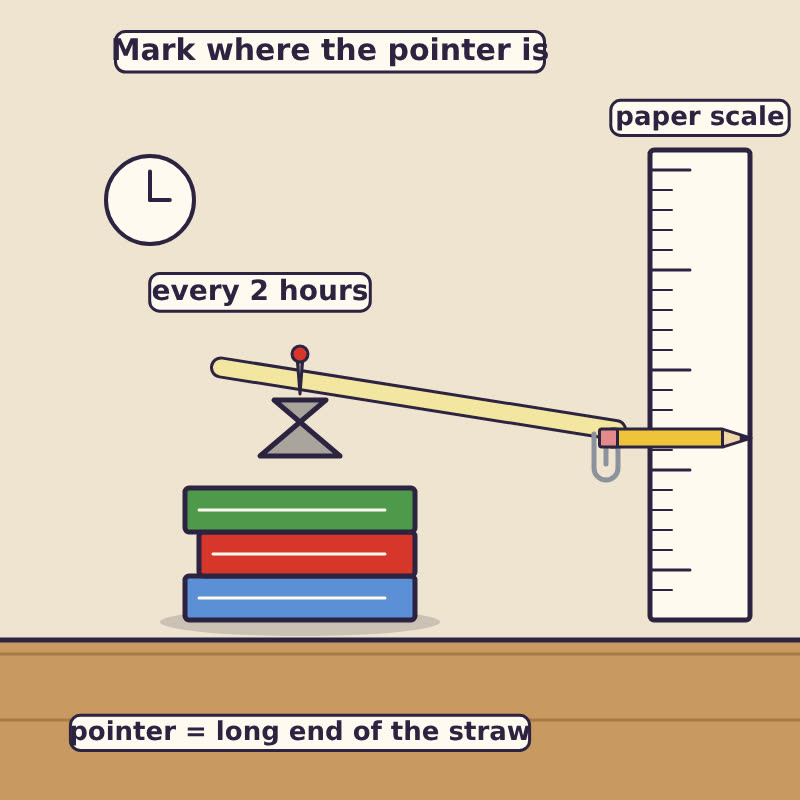 Mark where the pointer is
paper scale
every 2 hours
pointer = long end of the straw